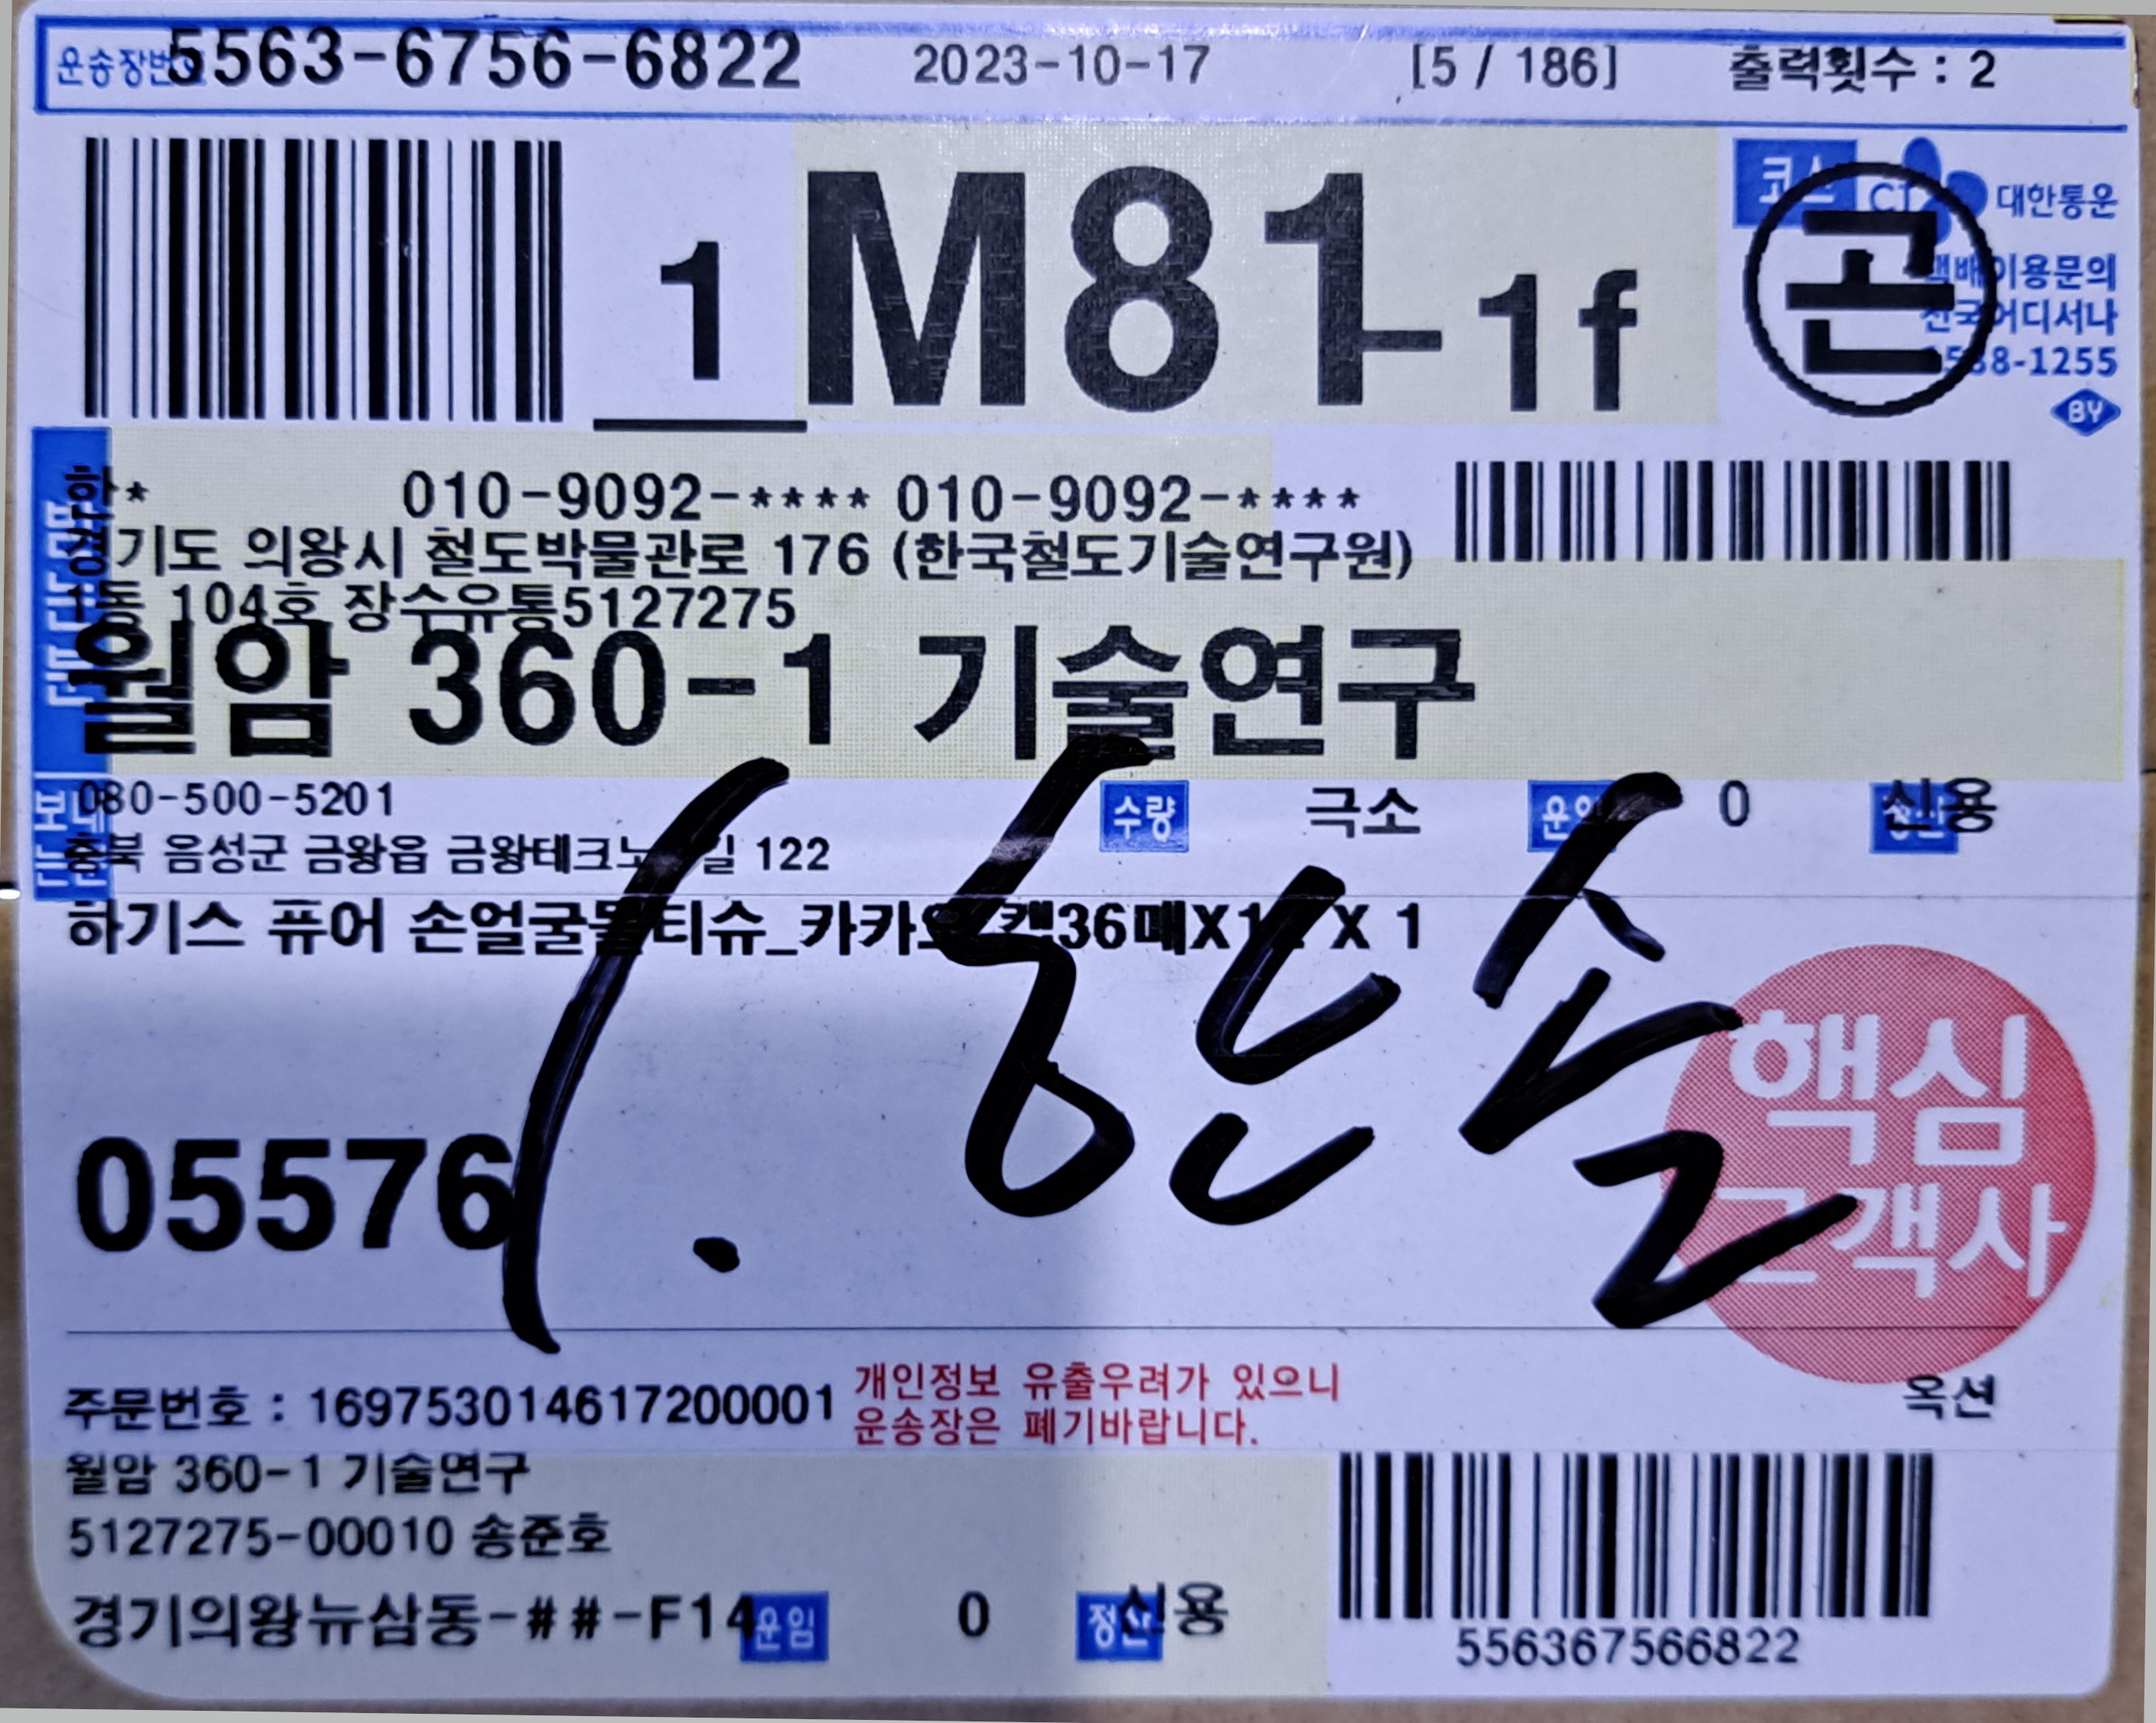 운송장번호 5563-6756-6822 2023-10-17 [5 / 186] 출력횟수 : 2
1 M81-1f 코스 곤
CJ 대한통운
택배이용문의
전국어디서나
1588-1255
BY
하* 010-9092-**** 010-9092-****
경기도 의왕시 철도박물관로 176 (한국철도기술연구원)
1동 104호 장수유통5127275
월암 360-1 기술연구
080-500-5201 수량 극소 운임 0 정산 신용
보내는분 충북 음성군 금왕읍 금왕테크노 길 122
하기스 퓨어 손얼굴물티슈_카카오 캡36매X12 X 1
05576
1. 한솔
핵심
고객사
주문번호 : 169753014617200001 개인정보 유출우려가 있으니
운송장은 폐기바랍니다.
옥션
월암 360-1 기술연구
5127275-00010 송준호
경기의왕뉴삼동-##-F14 운임 0 정산 신용
556367566822